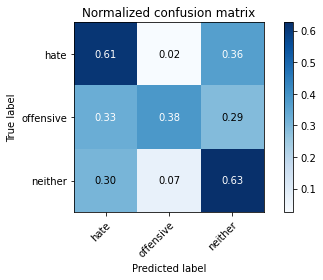 Normalized confusion matrix
True label
hate
offensive
neither
0.61 0.02 0.36
0.33 0.38 0.29
0.30 0.07 0.63
hate
offensive
neither
Predicted label
0.6
0.5
0.4
0.3
0.2
0.1